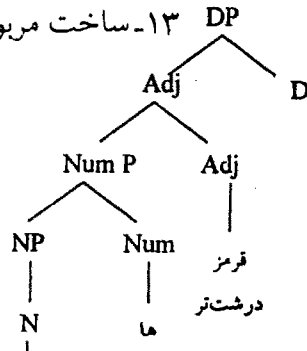 ۱۳ـ ساخت مربو
DP
Adj
D
Num P Adj
NP Num قرمز
درشت‌تر
N ها